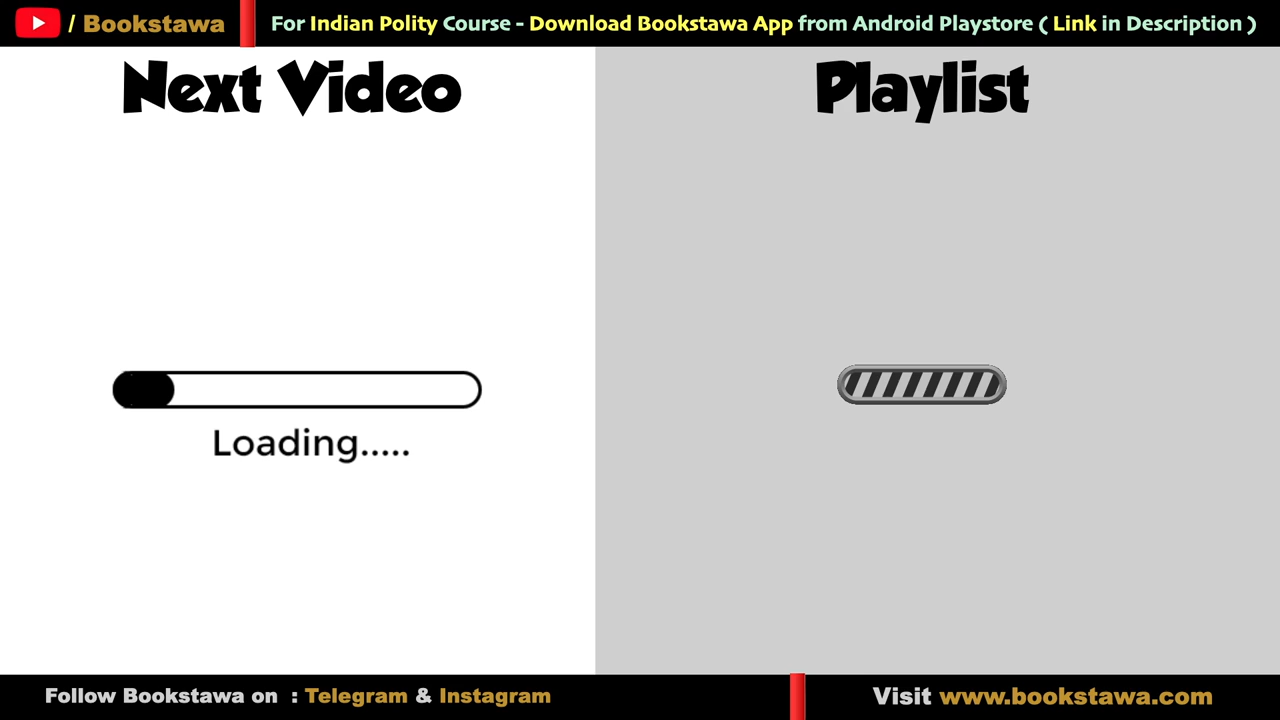 / Bookstawa
For Indian Polity Course - Download Bookstawa App from Android Playstore ( Link in Description )
Next Video
Playlist
Loading.....
Follow Bookstawa on : Telegram & Instagram
Visit www.bookstawa.com